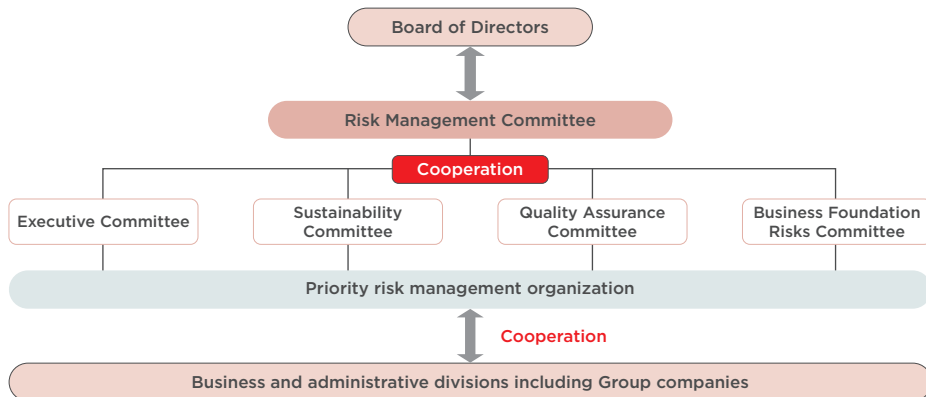 Board of Directors
Risk Management Committee
Cooperation
Executive Committee
Sustainability
Committee
Quality Assurance
Committee
Business Foundation
Risks Committee
Priority risk management organization
Cooperation
Business and administrative divisions including Group companies